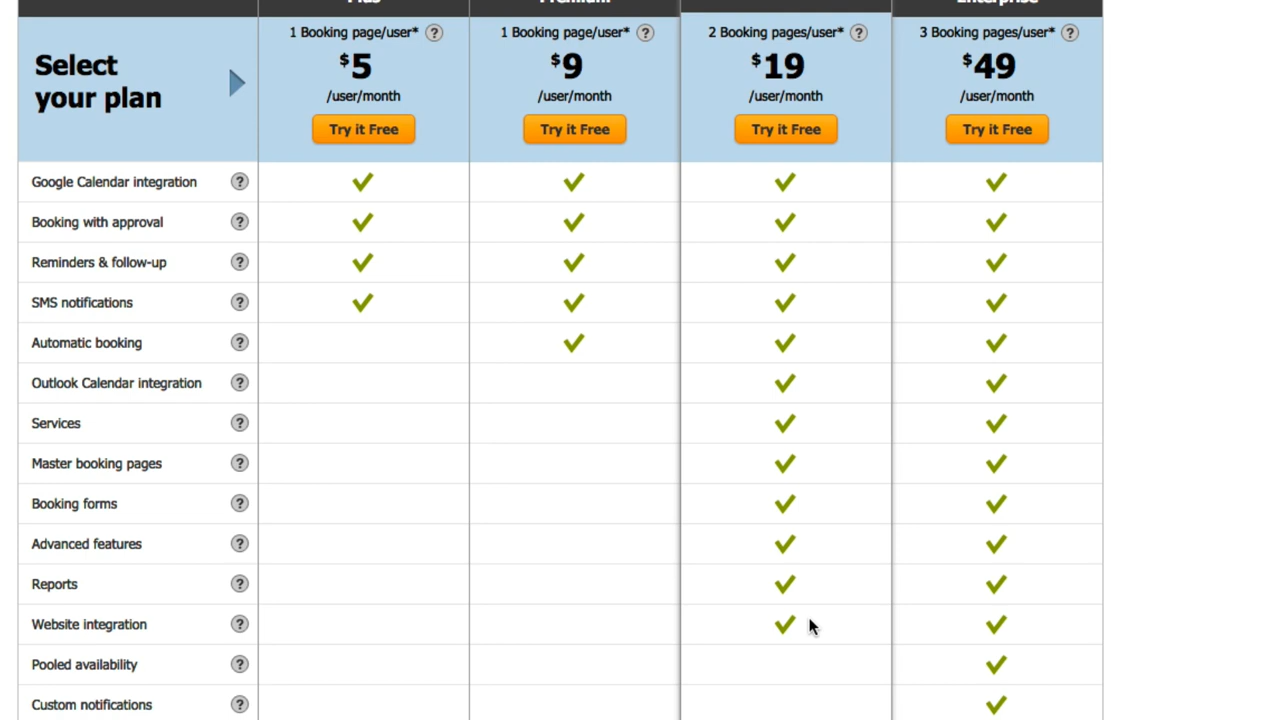 Plus Premium Enterprise
Select
your plan
1 Booking page/user* ?
$5
/user/month
Try it Free
1 Booking page/user* ?
$9
/user/month
Try it Free
2 Booking pages/user* ?
$19
/user/month
Try it Free
3 Booking pages/user* ?
$49
/user/month
Try it Free
Google Calendar integration ?
Booking with approval ?
Reminders & follow-up ?
SMS notifications ?
Automatic booking ?
Outlook Calendar integration ?
Services ?
Master booking pages ?
Booking forms ?
Advanced features ?
Reports ?
Website integration ?
Pooled availability ?
Custom notifications ?